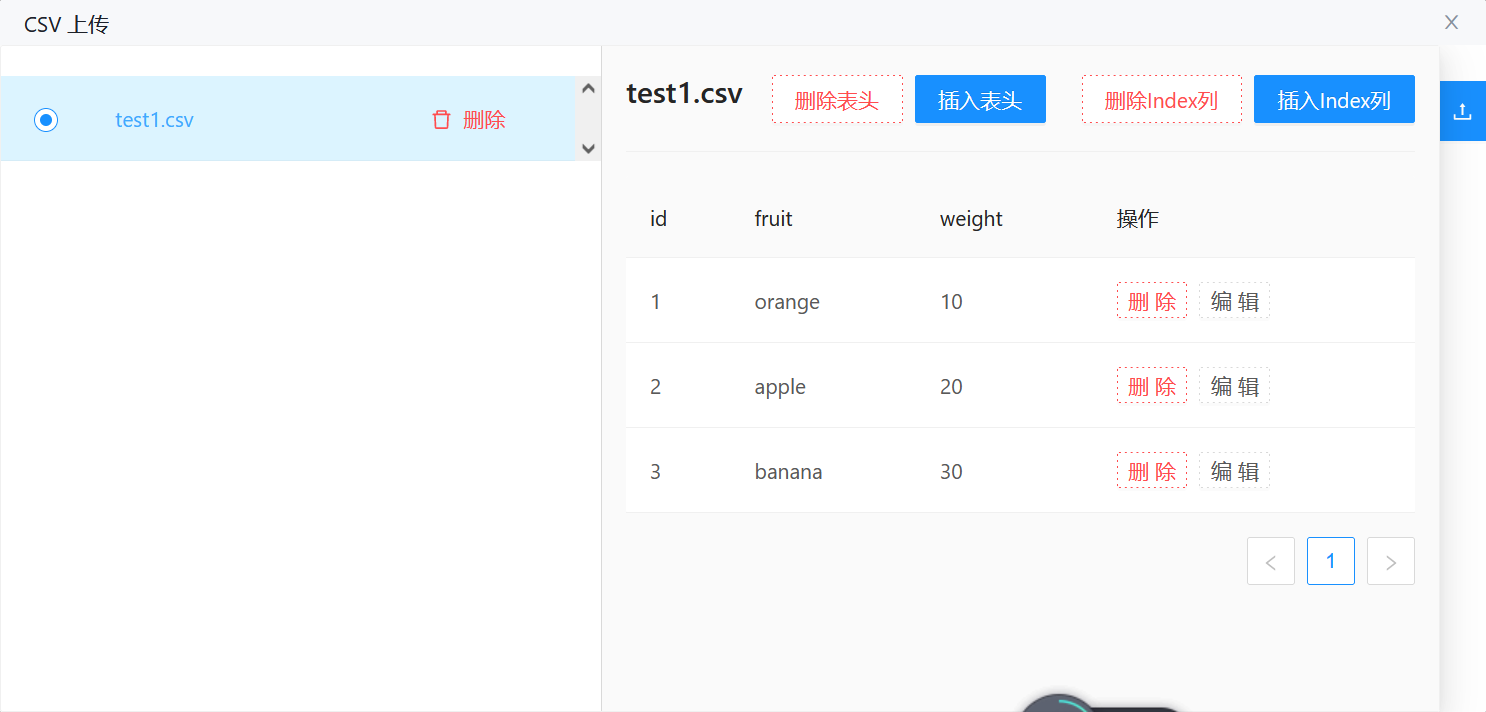 CSV 上传
test1.csv 删除
test1.csv 删除表头 插入表头 删除Index列 插入Index列
id fruit weight 操作
1 orange 10 删 除 编 辑
2 apple 20 删 除 编 辑
3 banana 30 删 除 编 辑
1